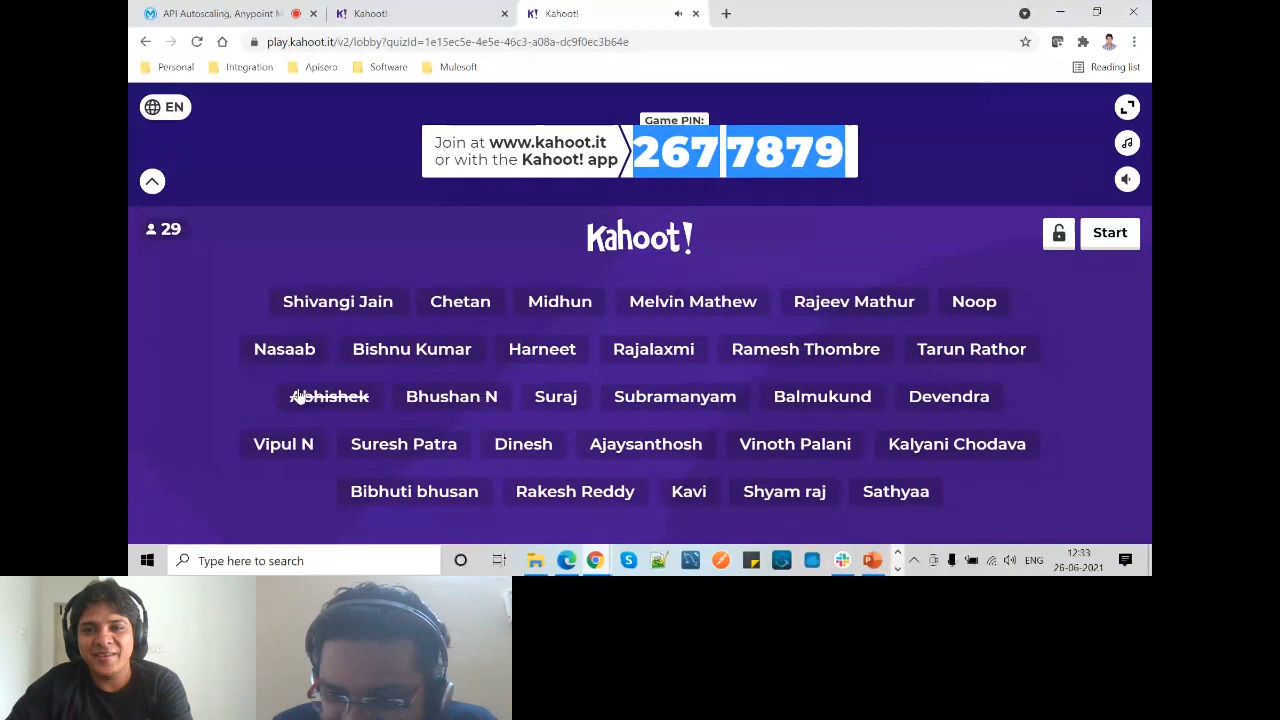 API Autoscaling, Anypoint M
Kahoot!
Kahoot!
play.kahoot.it/v2/lobby?quizId=1e15ec5e-4e5e-46c3-a08a-dc9f0ec3b64e
Personal Integration Apisero Software Mulesoft Reading list
EN
Game PIN:
Join at www.kahoot.it
or with the Kahoot! app
267 7879
29
Kahoot!
Start
Shivangi Jain Chetan Midhun Melvin Mathew Rajeev Mathur Noop
Nasaab Bishnu Kumar Harneet Rajalaxmi Ramesh Thombre Tarun Rathor
Abhishek Bhushan N Suraj Subramanyam Balmukund Devendra
Vipul N Suresh Patra Dinesh Ajaysanthosh Vinoth Palani Kalyani Chodava
Bibhuti bhusan Rakesh Reddy Kavi Shyam raj Sathyaa
Type here to search
ENG
12:33
26-06-2021